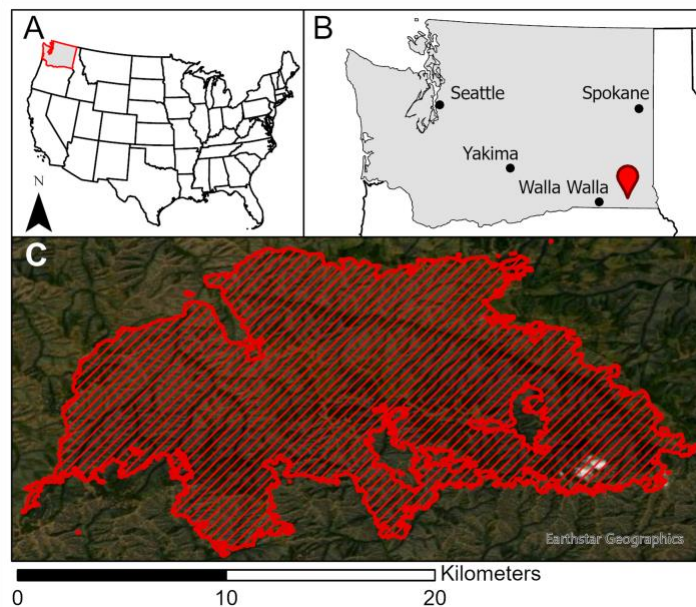 A
N
B
Seattle
Spokane
Yakima
Walla Walla
C
Earthstar Geographics
Kilometers
0 10 20